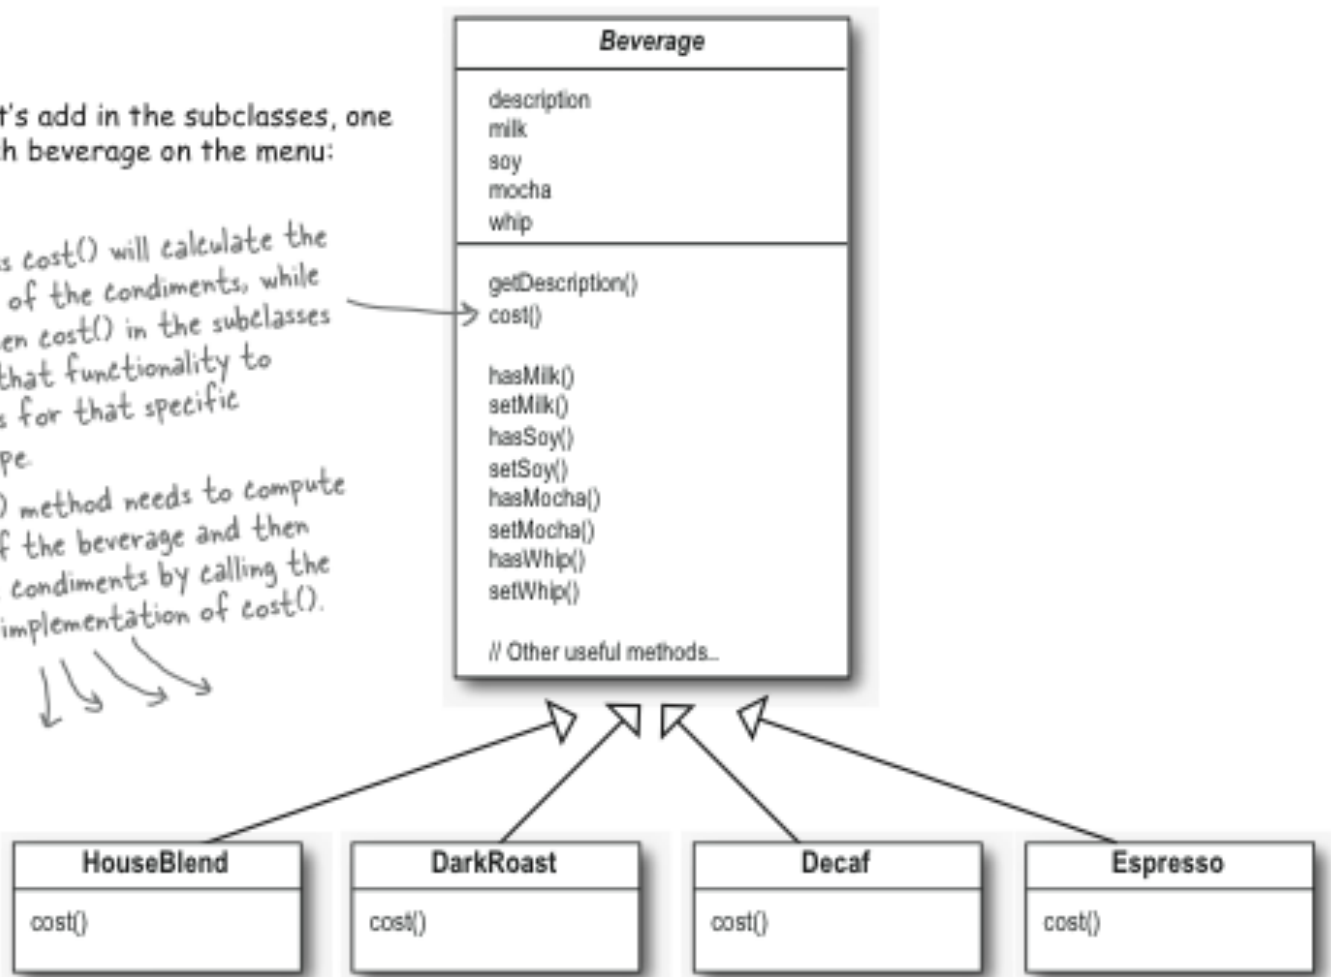 Beverage
description
milk
soy
mocha
whip
getDescription()
cost()
hasMilk()
setMilk()
hasSoy()
setSoy()
hasMocha()
setMocha()
hasWhip()
setWhip()
// Other useful methods..
t's add in the subclasses, one
h beverage on the menu:
s cost() will calculate the
of the condiments, while
en cost() in the subclasses
that functionality to
s for that specific
pe.
) method needs to compute
f the beverage and then
condiments by calling the
implementation of cost().
HouseBlend
cost()
DarkRoast
cost()
Decaf
cost()
Espresso
cost()